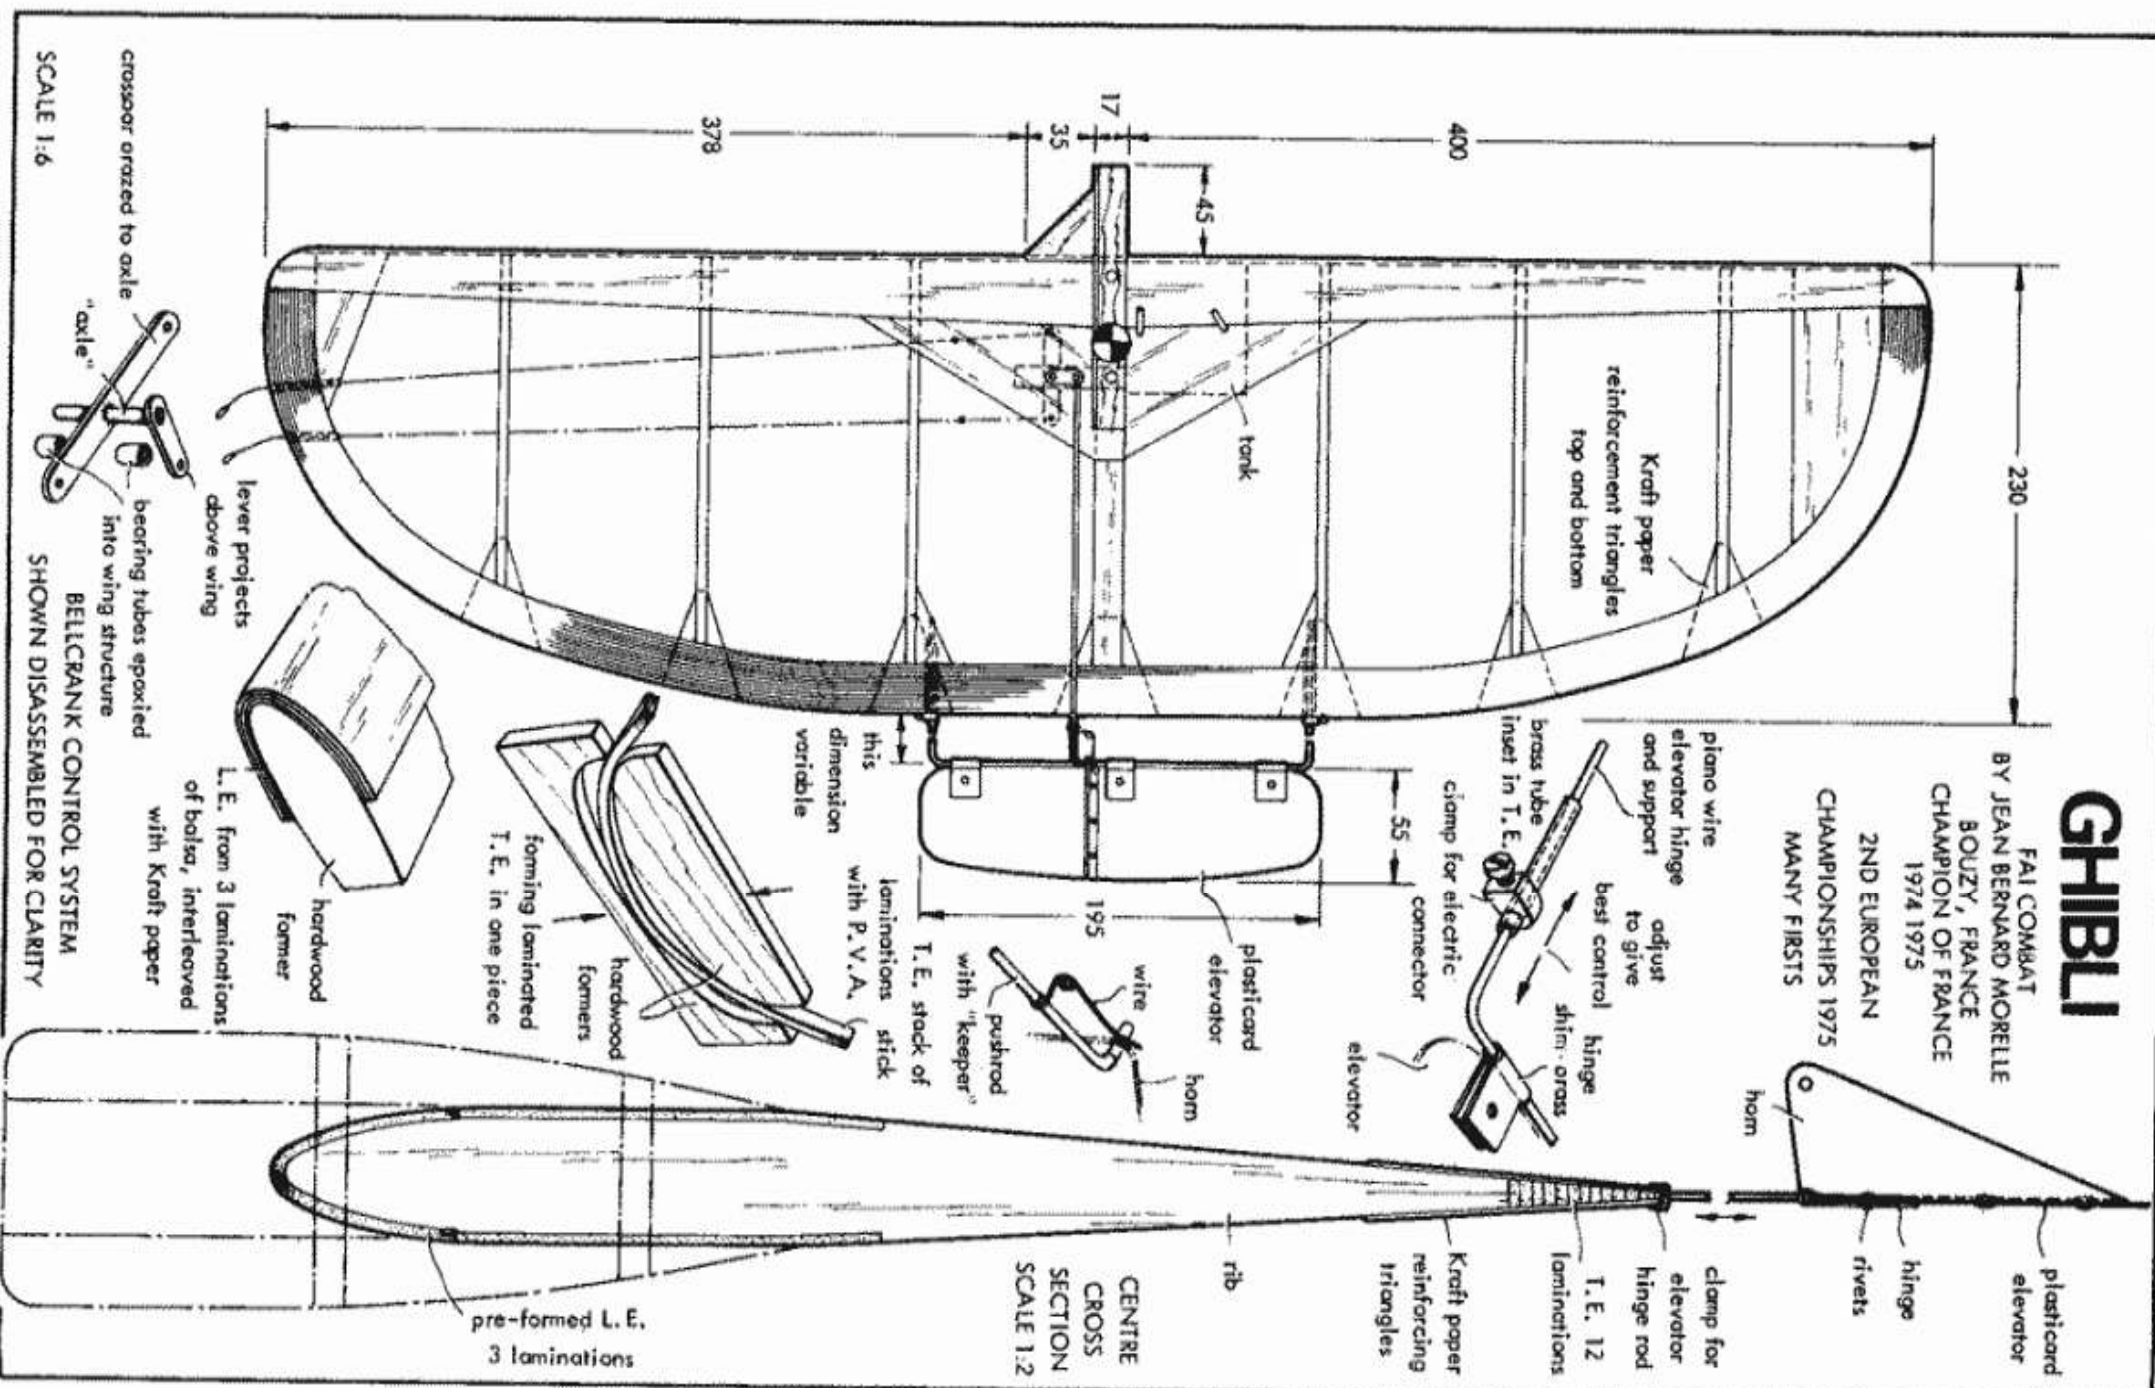 GHIBLI
FAI COMBAT
BY JEAN BERNARD MORELLE
BOUZY, FRANCE
CHAMPION OF FRANCE
1974 1975
2ND EUROPEAN
CHAMPIONSHIPS 1975
MANY FIRSTS
400
17
35
378
45
230
55
195
SCALE 1:6
Kraft paper
reinforcement triangles
top and bottom
tank
crossoar orazed to axle
"axle"
lever projects
above wing
bearing tubes epoxied
into wing structure
BELLCRANK CONTROL SYSTEM
SHOWN DISASSEMBLED FOR CLARITY
piano wire
elevator hinge
and support
brass tube
inset in T.E.
clamp for electric
connector
adjust
to give
best control
hinge
shim - orass
elevator
this
dimension
variable
plasticard
elevator
wire
horn
pushrod
with "keeper"
T.E. stack of
laminations stick
with P.V.A.
hardwood
formers
forming laminated
T.E. in one piece
hardwood
former
L.E. from 3 laminations
of balsa, interleaved
with Kraft paper
horn
plasticard
elevator
hinge
rivets
clamp for
elevator
hinge rod
T.E. 12
laminations
Kraft paper
reinforcing
triangles
rib
CENTRE
CROSS
SECTION
SCALE 1:2
pre-formed L.E.
3 laminations